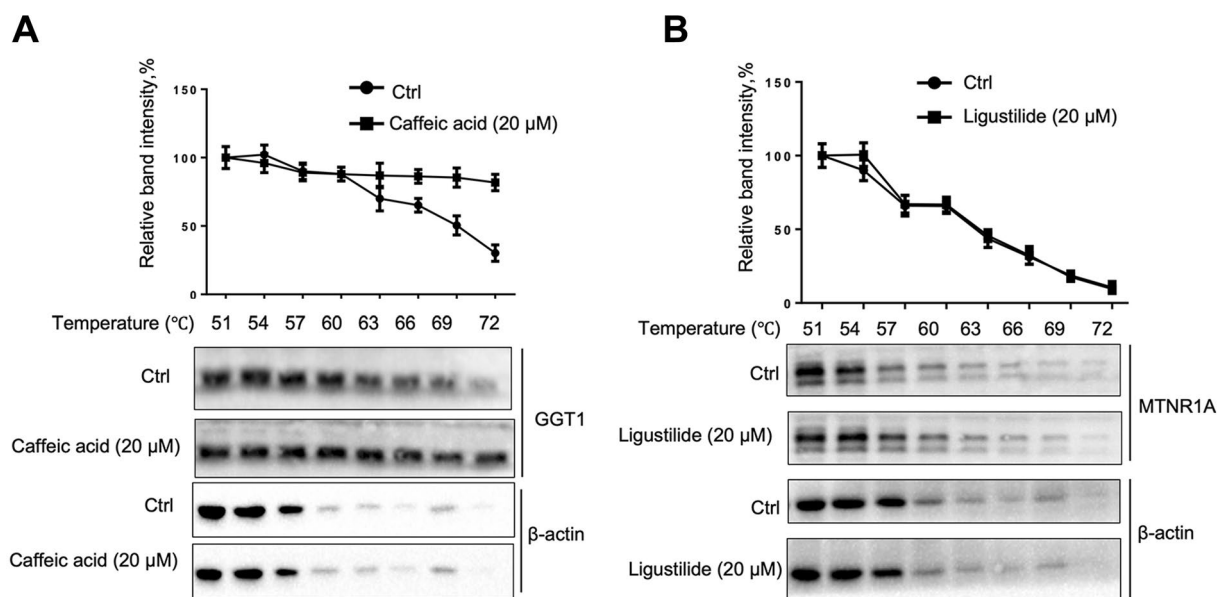 A
Relative band intensity,%
150
100
50
0
Ctrl
Caffeic acid (20 μM)
Temperature (℃) 51 54 57 60 63 66 69 72
Ctrl
Caffeic acid (20 μM)
GGT1
Ctrl
Caffeic acid (20 μM)
β-actin
B
Relative band intensity,%
150
100
50
0
Ctrl
Ligustilide (20 μM)
Temperature (℃) 51 54 57 60 63 66 69 72
Ctrl
Ligustilide (20 μM)
MTNR1A
Ctrl
Ligustilide (20 μM)
β-actin